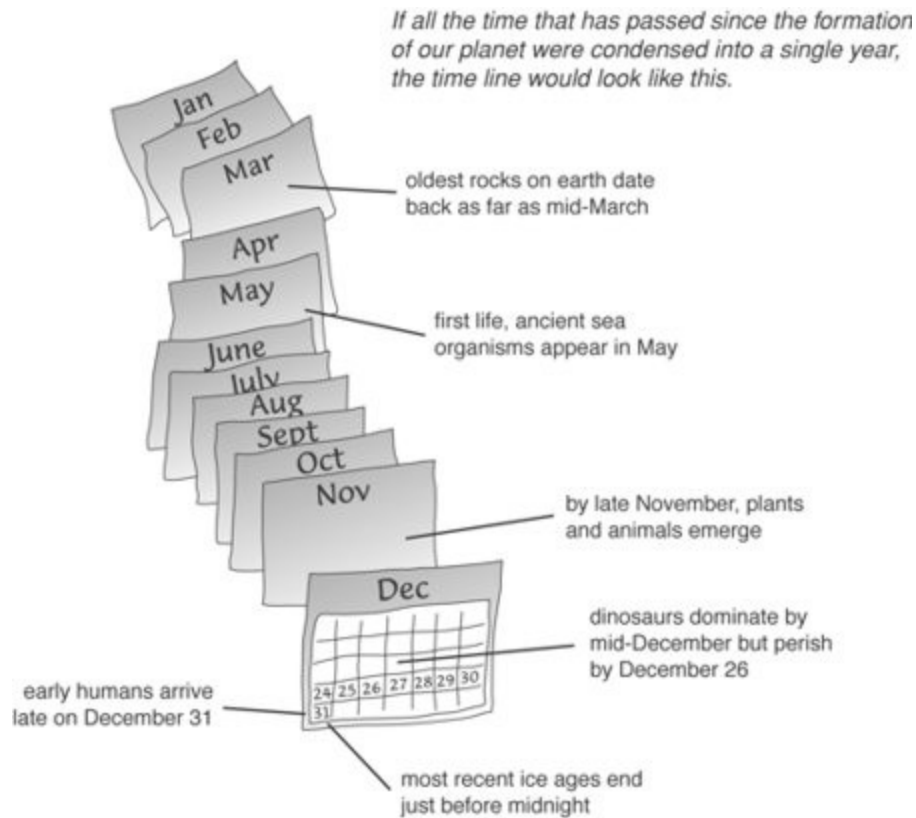 If all the time that has passed since the formation
of our planet were condensed into a single year,
the time line would look like this.
Jan
Feb
Mar
oldest rocks on earth date
back as far as mid-March
Apr
May
first life, ancient sea
organisms appear in May
June
July
Aug
Sept
Oct
Nov
by late November, plants
and animals emerge
Dec
dinosaurs dominate by
mid-December but perish
by December 26
24 25 26 27 28 29 30
31
early humans arrive
late on December 31
most recent ice ages end
just before midnight